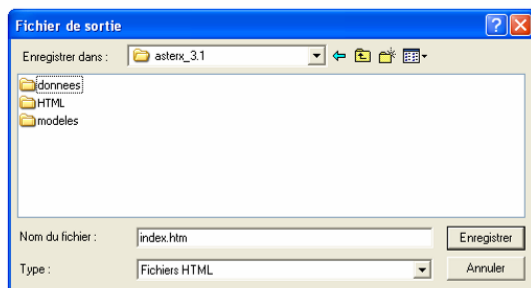 Fichier de sortie
Enregistrer dans : asterx_3.1
donnees
HTML
modeles
Nom du fichier : index.htm Enregistrer
Type : Fichiers HTML Annuler